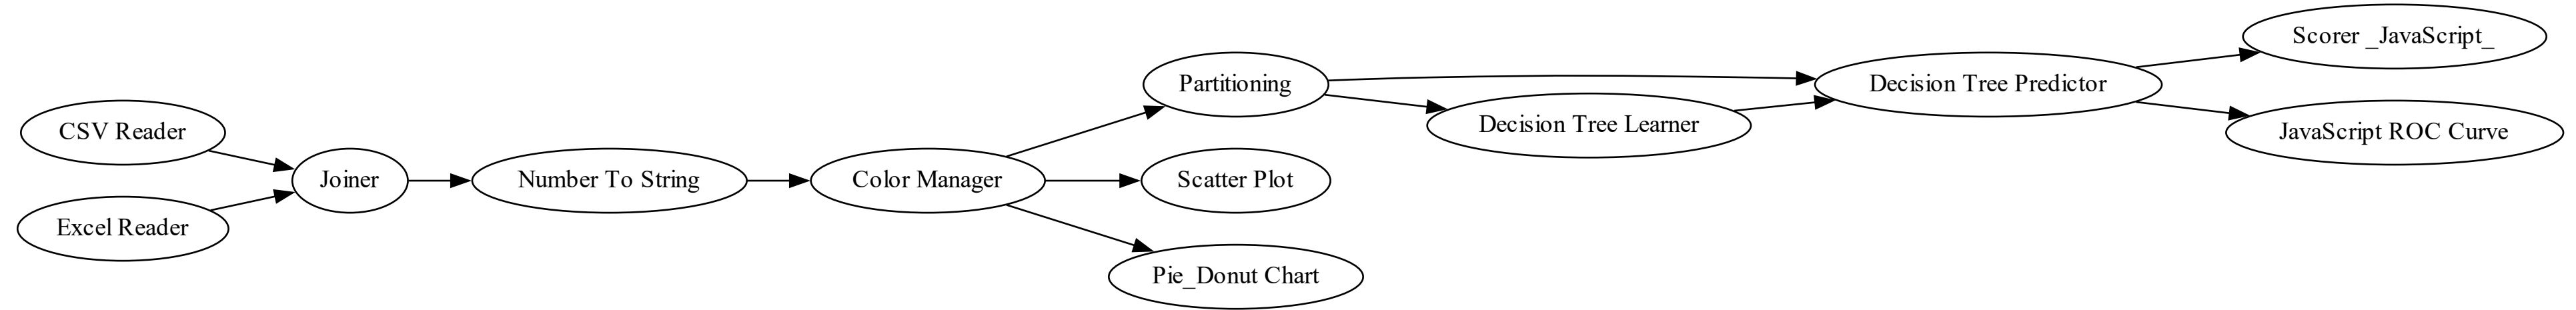 CSV Reader
Excel Reader
Joiner
Number To String
Color Manager
Partitioning
Scatter Plot
Pie_Donut Chart
Decision Tree Learner
Decision Tree Predictor
Scorer _JavaScript_
JavaScript ROC Curve